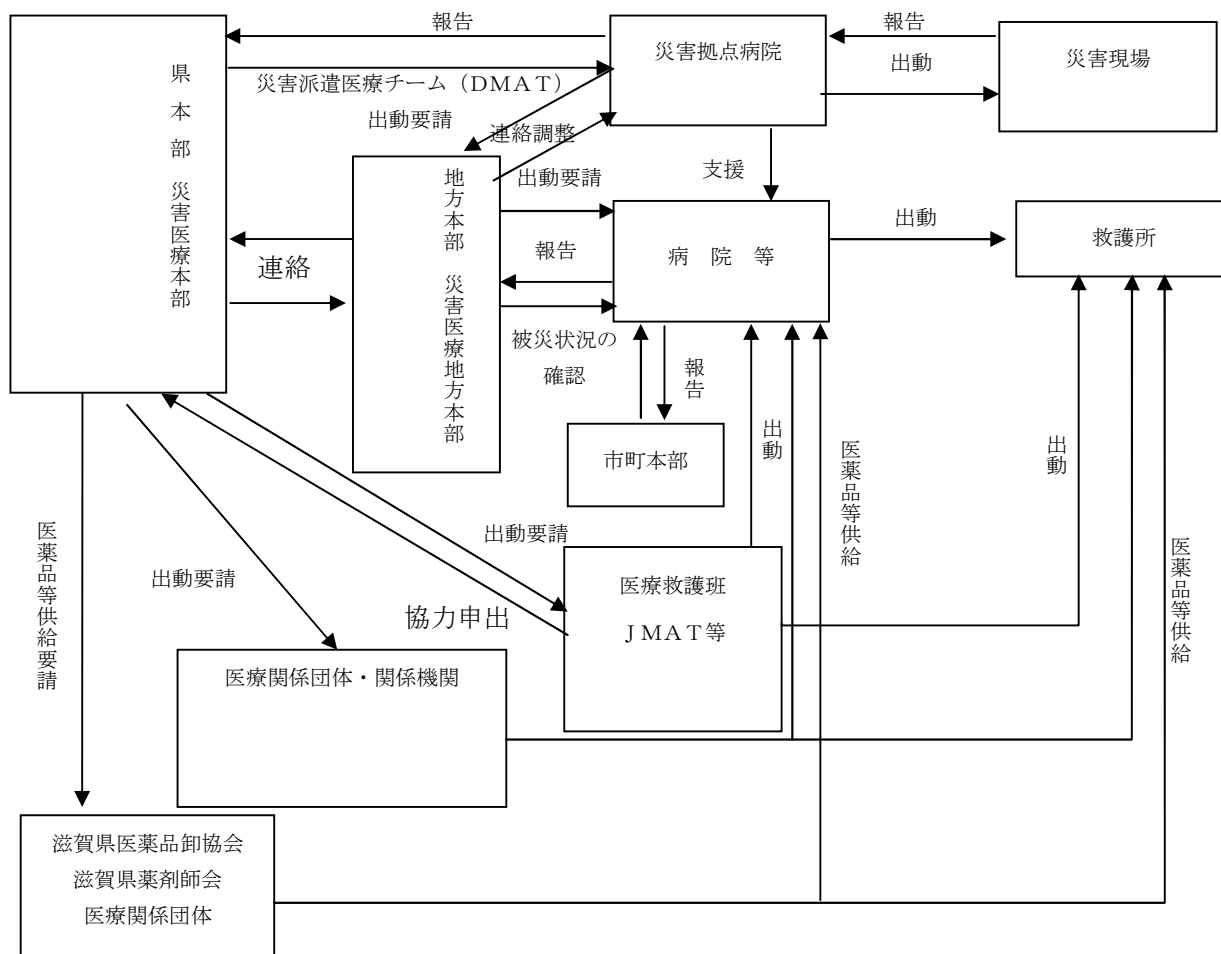 報告
報告
県本部 災害医療本部
災害拠点病院
災害現場
災害派遣医療チーム（DMAT）
出動要請
出動
連絡調整
地方本部 災害医療地方本部
出動要請
支援
出動
救護所
連絡
報告
病 院 等
被災状況の
確認
報告
市町本部
出動
医薬品等供給
出動
医薬品等供給
医薬品等供給要請
出動要請
出動要請
協力申出
医療救護班
ＪＭＡＴ等
医療関係団体・関係機関
滋賀県医薬品卸協会
滋賀県薬剤師会
医療関係団体